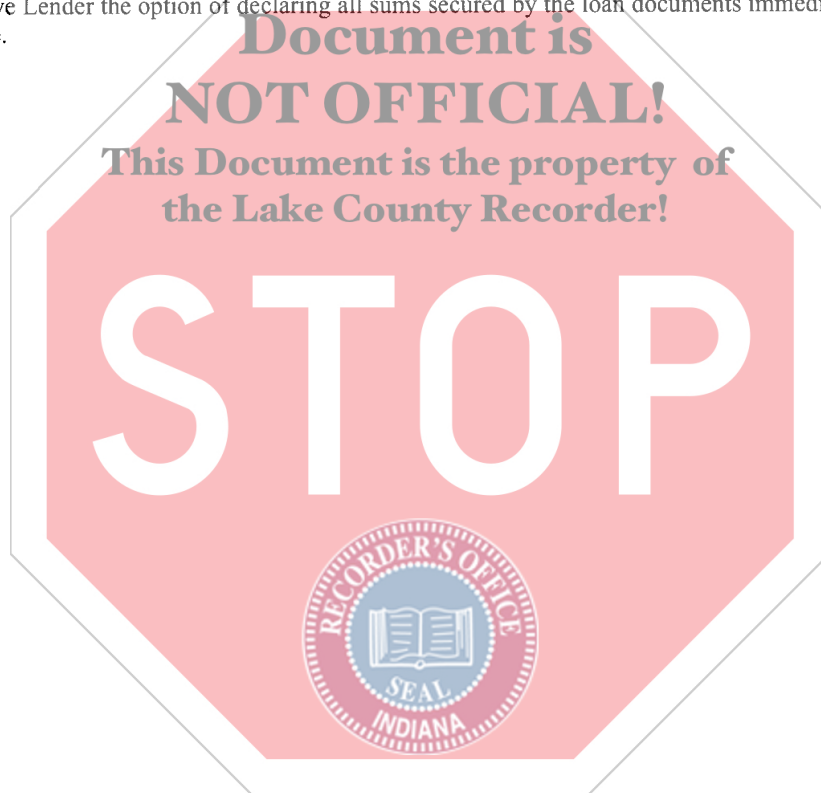 ve Lender the option of declaring all sums secured by the loan documents
Document is
NOT OFFICIAL!
This Document is the property of
the Lake County Recorder!
STOP
RECORDER'S OFFICE
SEAL
INDIANA